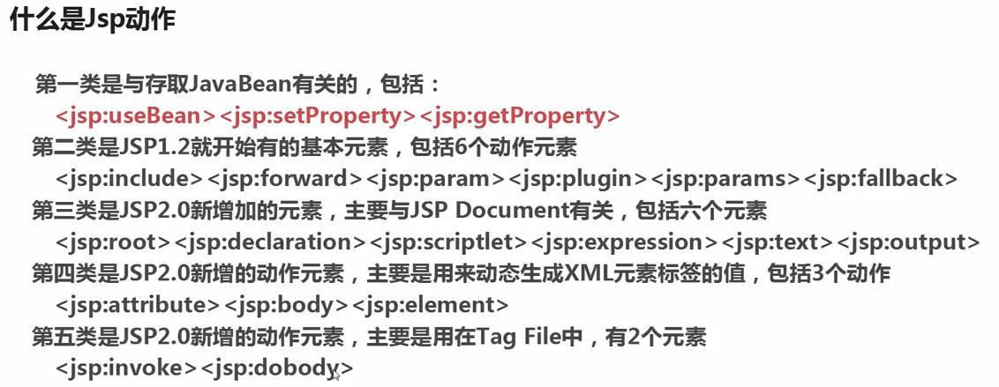 什么是Jsp动作
第一类是与存取JavaBean有关的，包括：
<jsp:useBean><jsp:setProperty><jsp:getProperty>
第二类是JSP1.2就开始有的基本元素，包括6个动作元素
<jsp:include><jsp:forward><jsp:param><jsp:plugin><jsp:params><jsp:fallback>
第三类是JSP2.0新增加的元素，主要与JSP Document有关，包括六个元素
<jsp:root><jsp:declaration><jsp:scriptlet><jsp:expression><jsp:text><jsp:output>
第四类是JSP2.0新增的动作元素，主要是用来动态生成XML元素标签的值，包括3个动作
<jsp:attribute><jsp:body><jsp:element>
第五类是JSP2.0新增的动作元素，主要是用在Tag File中，有2个元素
<jsp:invoke><jsp:dobody>